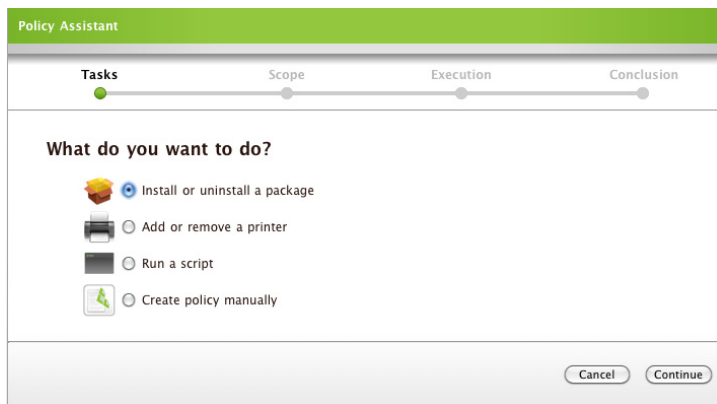 Policy Assistant
Tasks Scope Execution Conclusion
What do you want to do?
Install or uninstall a package
Add or remove a printer
Run a script
Create policy manually
Cancel Continue